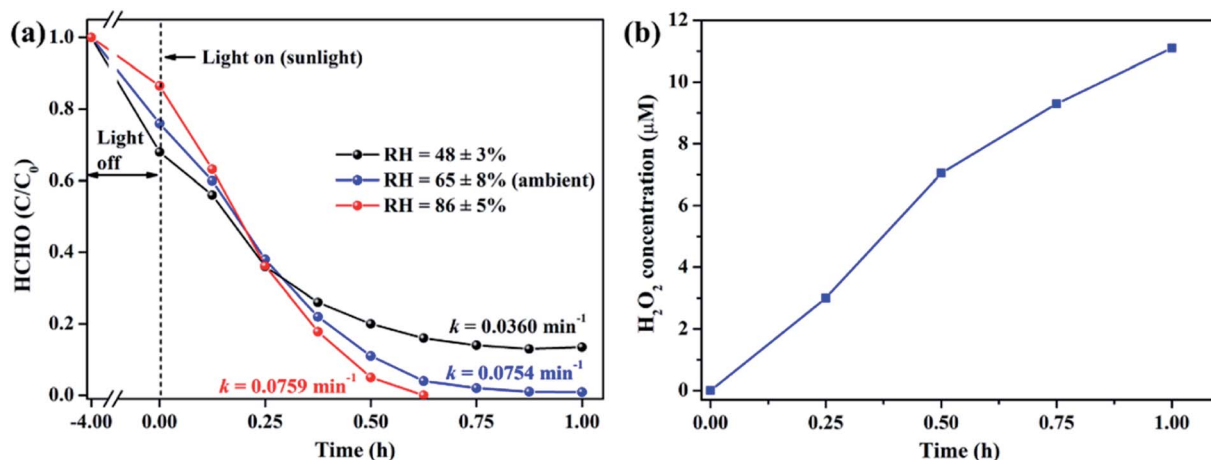 (a)
1.0
0.8
0.6
0.4
0.2
0.0
HCHO (C/C₀)
Light on (sunlight)
Light
off
RH = 48 ± 3%
RH = 65 ± 8% (ambient)
RH = 86 ± 5%
k = 0.0360 min⁻¹
k = 0.0754 min⁻¹
k = 0.0759 min⁻¹
-4.00 0.00 0.25 0.50 0.75 1.00
Time (h)
(b)
12
10
8
6
4
2
0
H₂O₂ concentration (μM)
0.00 0.25 0.50 0.75 1.00
Time (h)